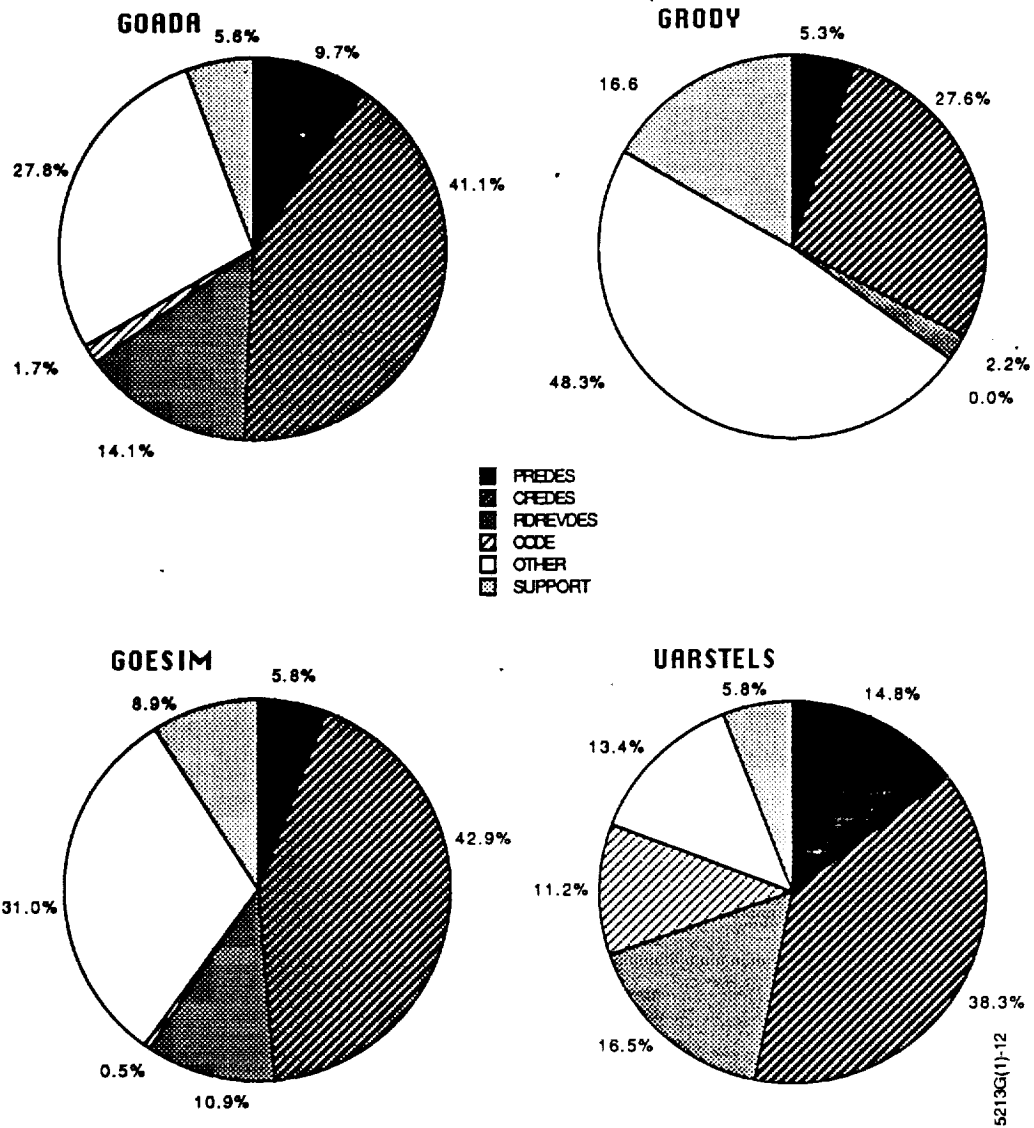 GOADA
5.6%
9.7%
41.1%
14.1%
1.7%
27.8%
GRODY
5.3%
27.6%
2.2%
0.0%
48.3%
16.6
PREDES
CREDES
RDREVDES
CODE
OTHER
SUPPORT
GOESIM
5.8%
42.9%
10.9%
0.5%
31.0%
8.9%
UARSTELS
14.8%
38.3%
16.5%
11.2%
13.4%
5.8%
5213G(1)-12